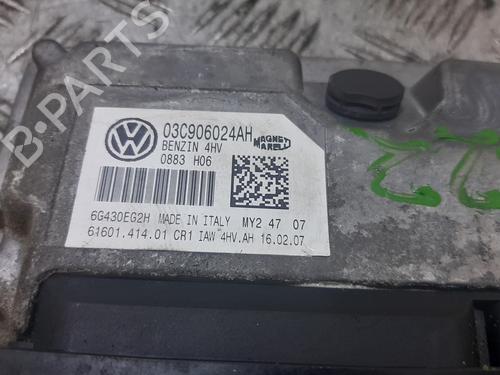 03C906024AH
MAGNETI
MARELLI
BENZIN 4HV
0883 H06
6G430EG2H MADE IN ITALY MY2 47 07
61601.414.01 CR1 IAW 4HV.AH 16.02.07
B-Parts